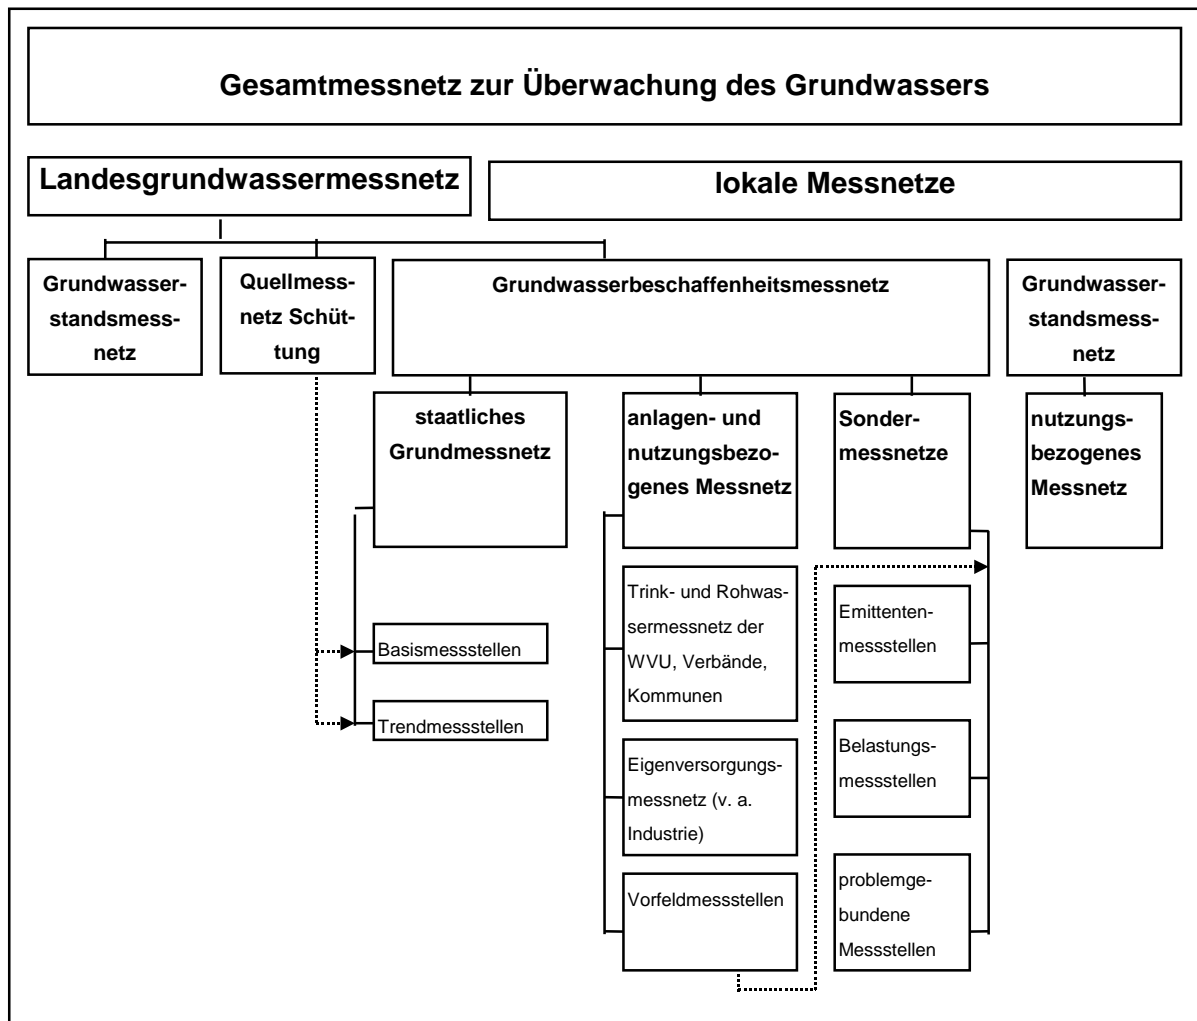 Gesamtmessnetz zur Überwachung des Grundwassers
Landesgrundwassermessnetz
lokale Messnetze
Grundwasser-
standsmess-
netz
Quellmess-
netz Schüt-
tung
Grundwasserbeschaffenheitsmessnetz
Grundwasser-
standsmess-
netz
staatliches
Grundmessnetz
anlagen- und
nutzungsbezo-
genes Messnetz
Sonder-
messnetze
nutzungs-
bezogenes
Messnetz
Basismessstellen
Trendmessstellen
Trink- und Rohwas-
sermessnetz der
WVU, Verbände,
Kommunen
Eigenversorgungs-
messnetz (v. a.
Industrie)
Vorfeldmessstellen
Emittenten-
messstellen
Belastungs-
messstellen
problemge-
bundene
Messstellen